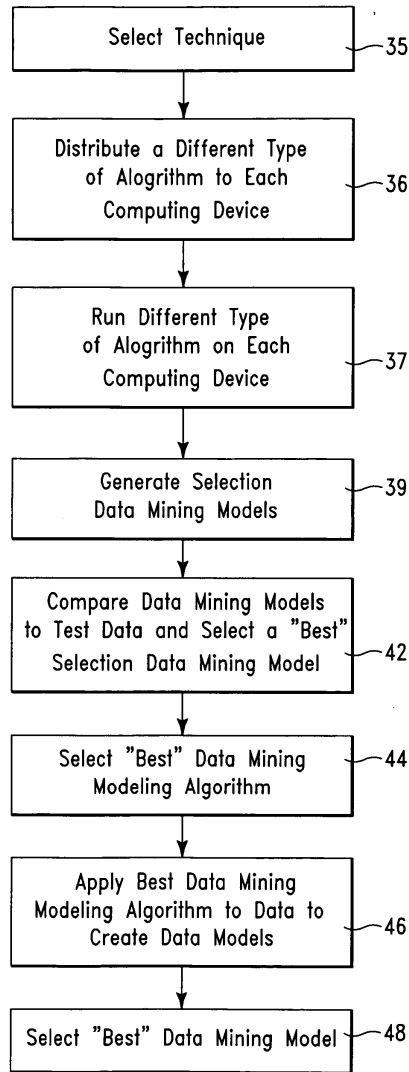 Select Technique
35
Distribute a Different Type
of Alogrithm to Each
Computing Device
36
Run Different Type
of Alogrithm on Each
Computing Device
37
Generate Selection
Data Mining Models
39
Compare Data Mining Models
to Test Data and Select a "Best"
Selection Data Mining Model
42
Select "Best" Data Mining
Modeling Algorithm
44
Apply Best Data Mining
Modeling Algorithm to Data to
Create Data Models
46
Select "Best" Data Mining Model
48